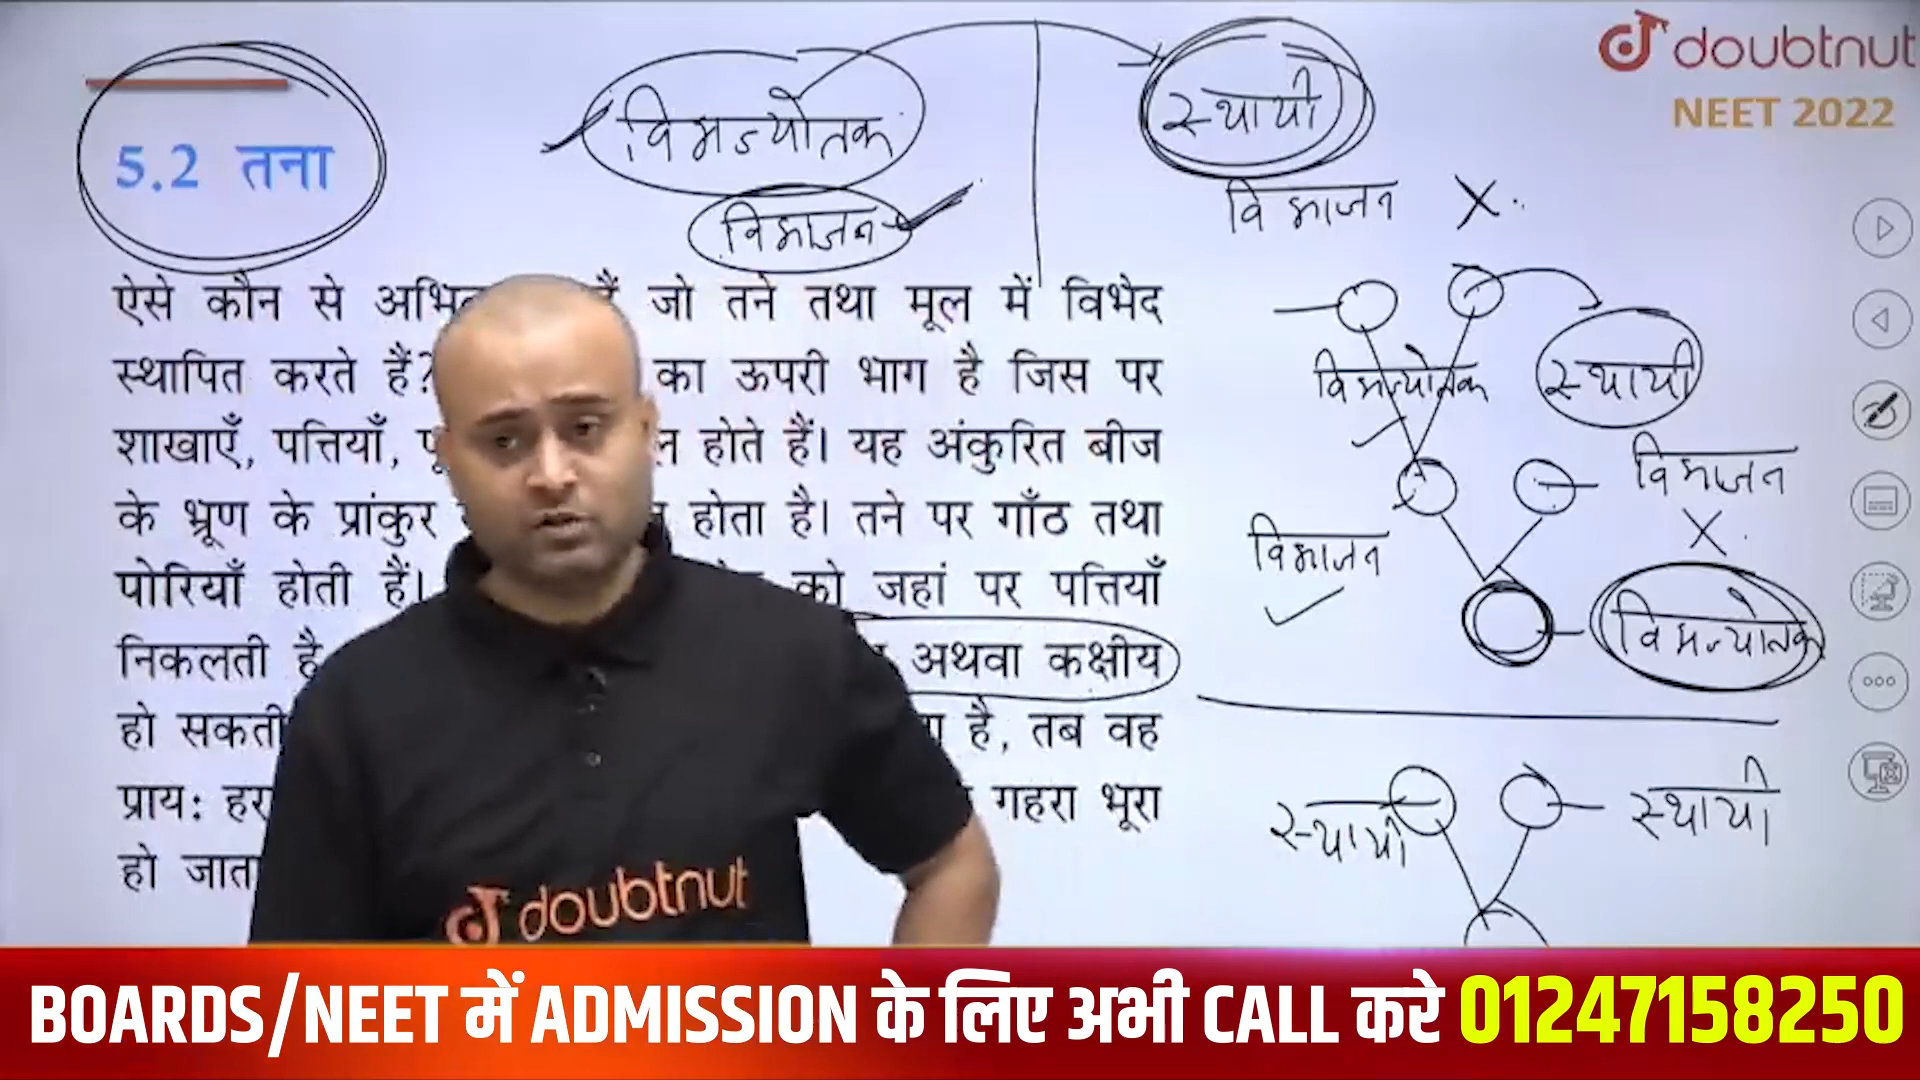 doubtnut
NEET 2022
5.2 तना
विभज्योतक
स्थायी
विभाजन
विभाजन X
ऐसे कौन से जो तने तथा मूल में विभेद
स्थापित करते हैं? का ऊपरी भाग है जिस पर
शाखाएँ, पत्तियाँ, होते हैं। यह अंकुरित बीज
के भ्रूण के प्रांकुर होता है। तने पर गाँठ तथा
पोरियाँ होती हैं। को जहां पर पत्तियाँ
निकलती अथवा कक्षीय
हो सकती है, तब वह
प्राय: गहरा भूरा
हो
विभज्योतक
स्थायी
विभाजन
X
विभाजन
विभज्योतक
स्थायी
स्थायी
doubtnut
BOARDS/NEET में ADMISSION के लिए अभी CALL करे 01247158250